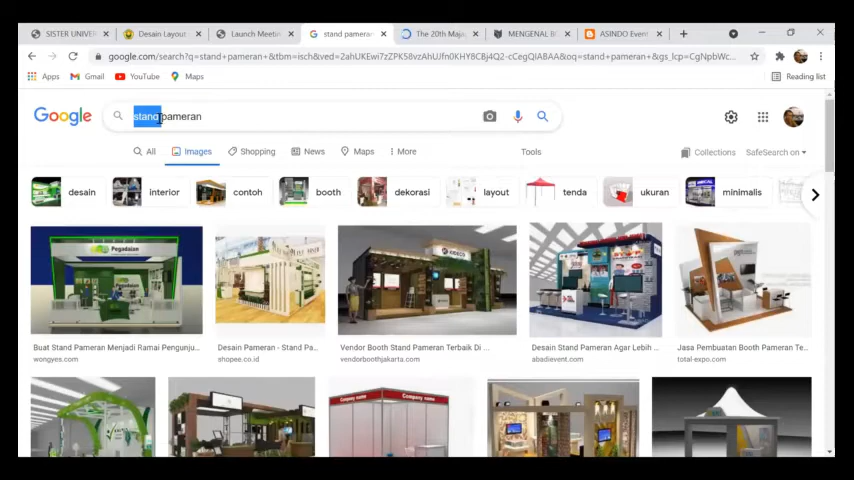 SISTER UNIVER
Desain Layout
Launch Meetin
stand pameran
The 20th Maja
MENGENAL BO
ASINDO Event
google.com/search?q=stand+pameran+&tbm=isch&ved=2ahUKEwi7zZPK58vzAhUJfn0KHY8CBj4Q2-cCegQIABAA&oq=stand+pameran+&gs_lcp=CgNpbWc...
Apps
Gmail
YouTube
Maps
Reading list
Google
stand pameran
All
Images
Shopping
News
Maps
More
Tools
Collections
SafeSearch on
desain
interior
contoh
booth
dekorasi
layout
tenda
ukuran
minimalis
Pegadaian
Buat Stand Pameran Menjadi Ramai Pengunju...
wongyes.com
Desain Pameran - Stand Pa...
shopee.co.id
Vendor Booth Stand Pameran Terbaik Di ...
vendorboothjakarta.com
Desain Stand Pameran Agar Lebih ...
abadievent.com
Jasa Pembuatan Booth Pameran Te...
total-expo.com
Company name
Company name